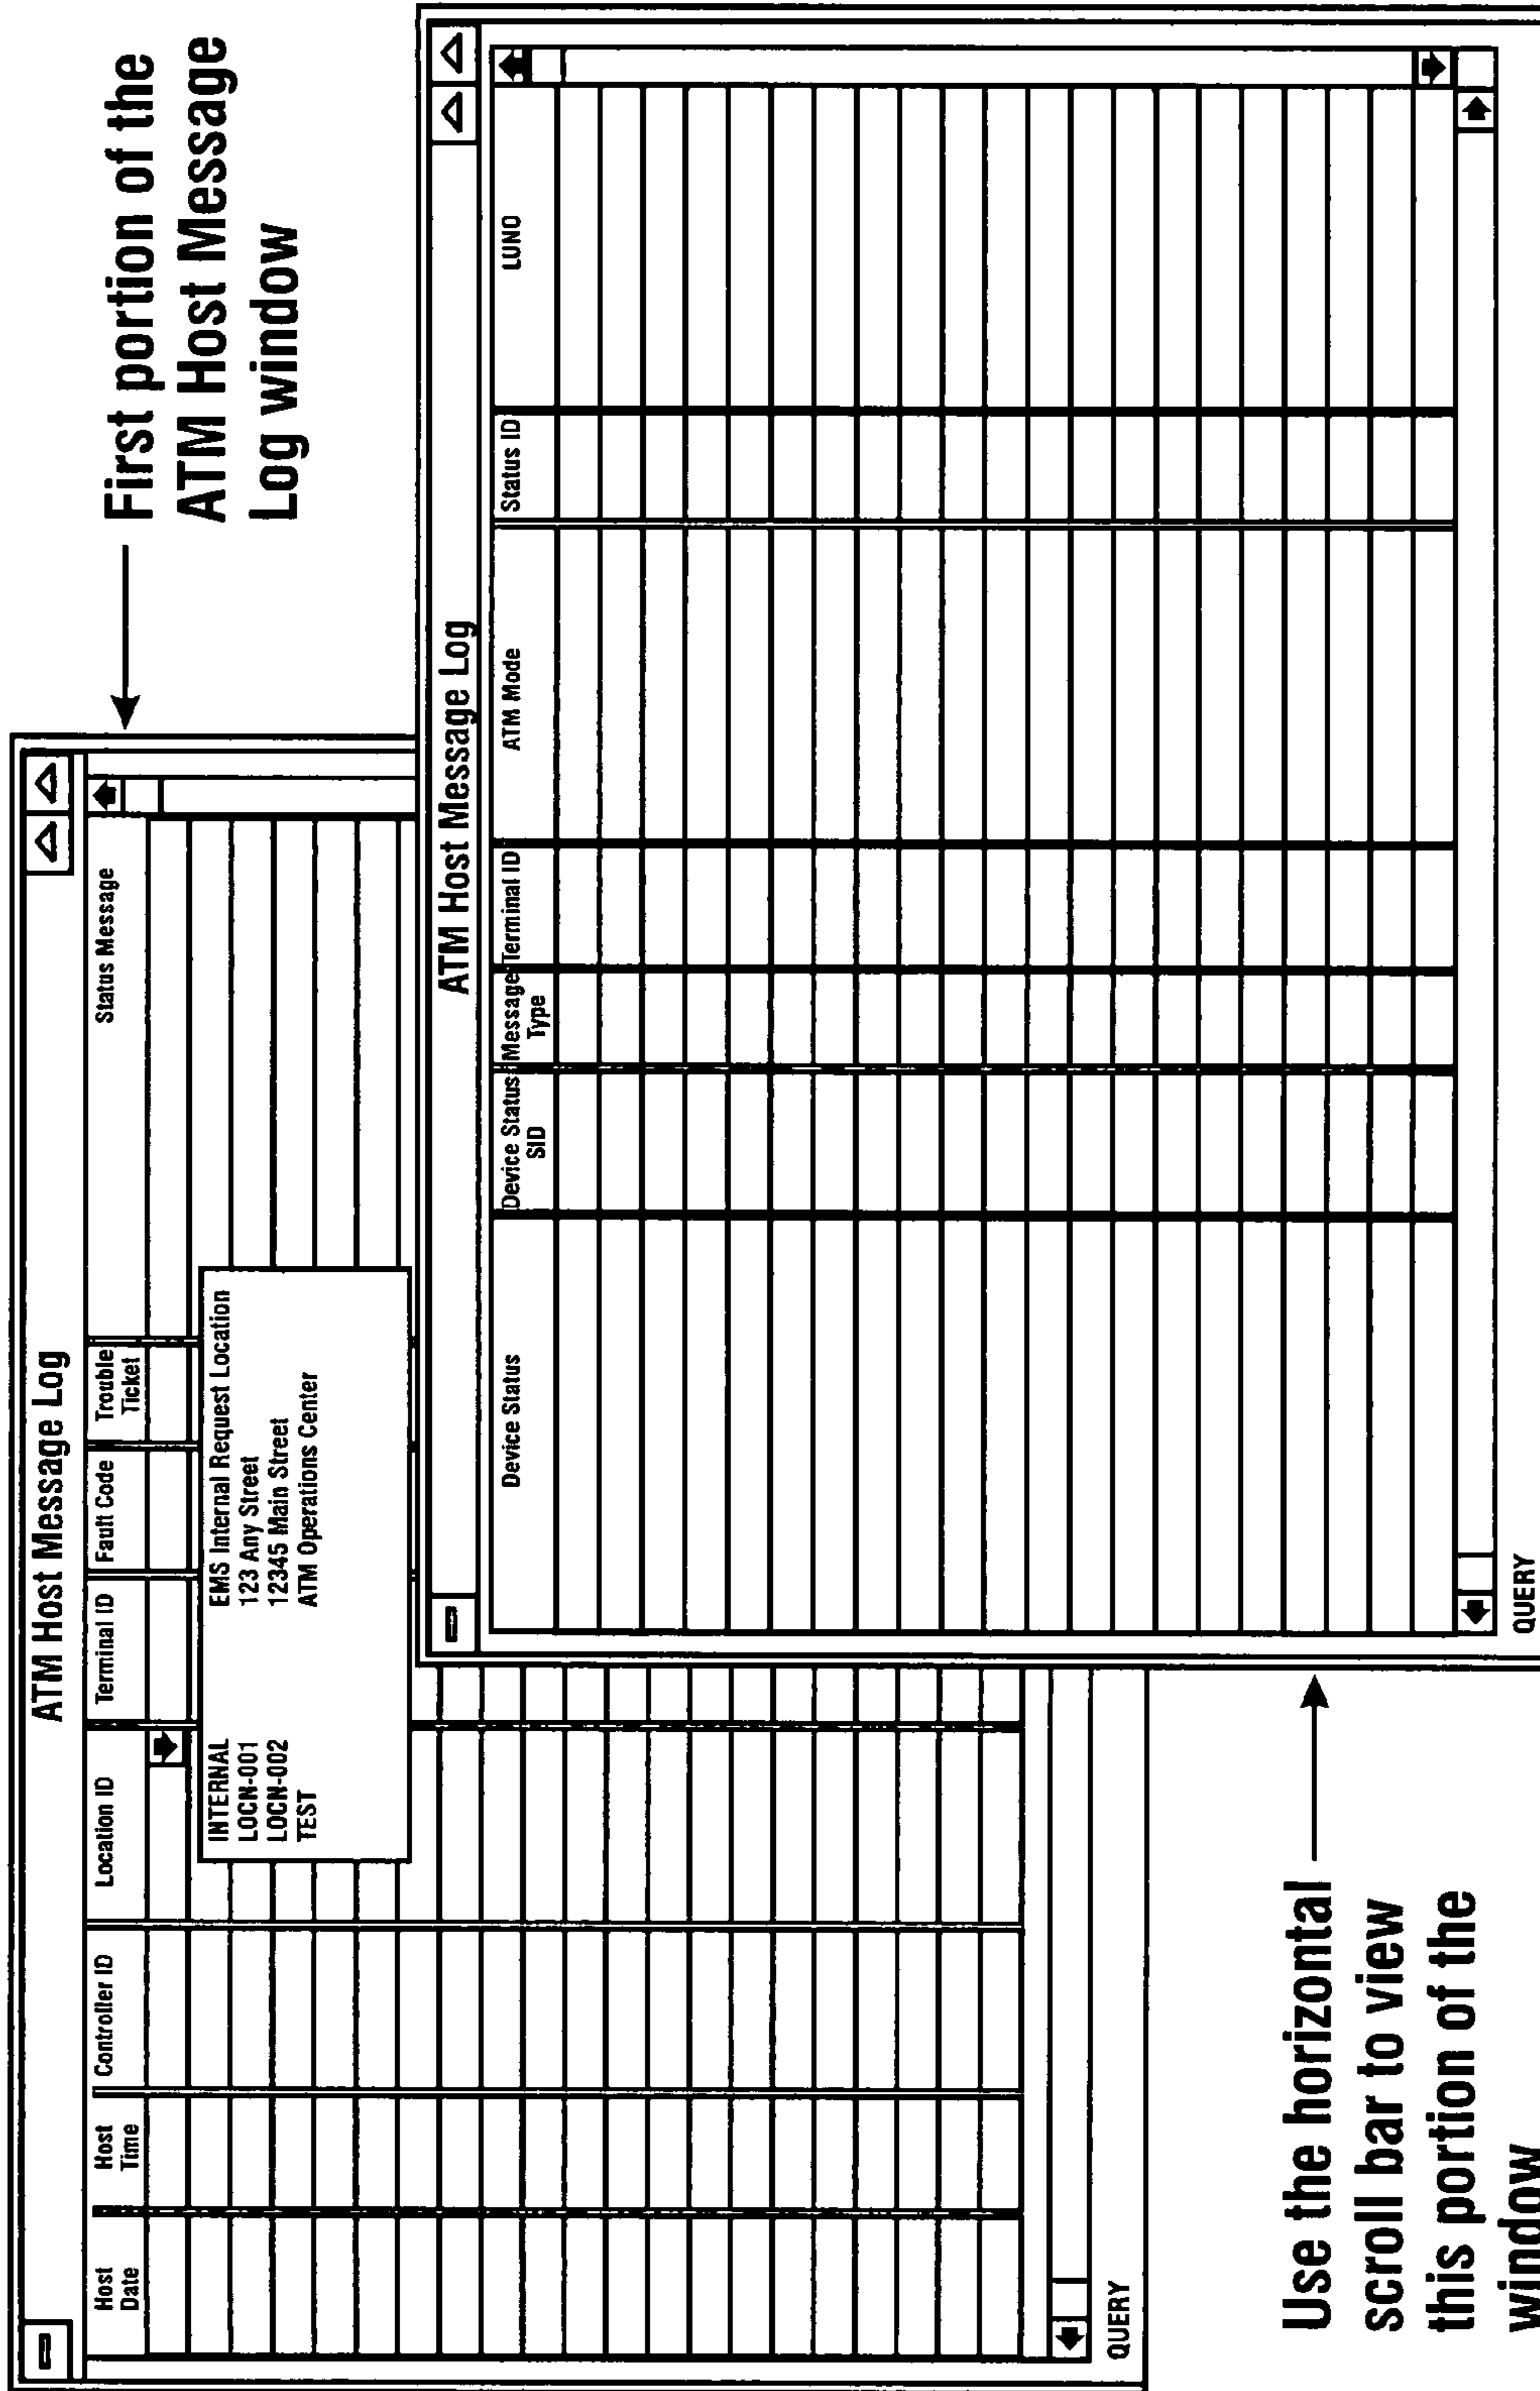 ATM Host Message Log
Host
Date
Host
Time
Controller ID
Location ID
Terminal ID
Fault Code
Trouble
Ticket
Status Message
INTERNAL EMS Internal Request Location
LOCN-001 123 Any Street
LOCN-002 12345 Main Street
TEST ATM Operations Center
QUERY
First portion of the
ATM Host Message
Log window
ATM Host Message Log
Device Status
Device Status
SID
Message
Type
Terminal ID
ATM Mode
Status ID
LUNO
QUERY
Use the horizontal
scroll bar to view
this portion of the
window